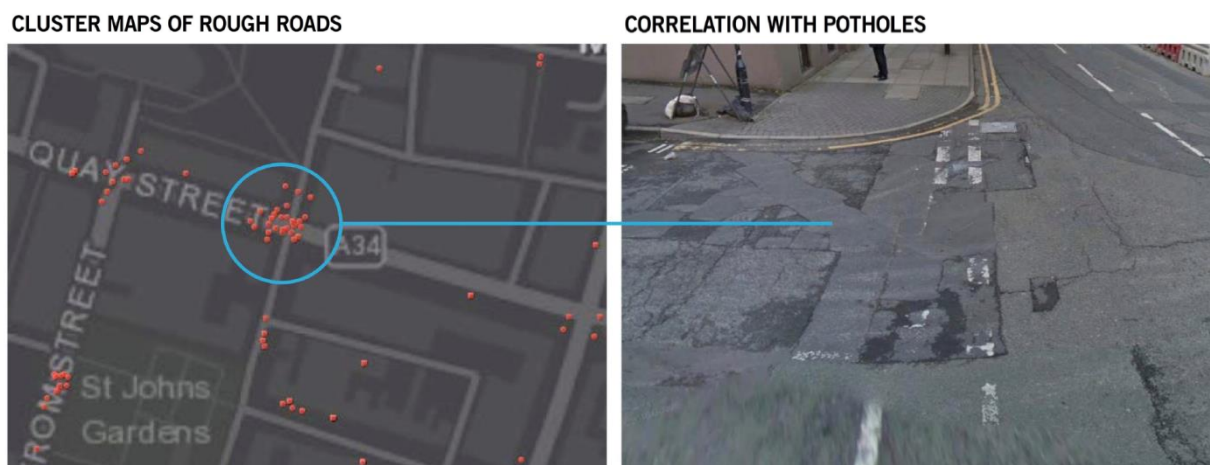 CLUSTER MAPS OF ROUGH ROADS
CORRELATION WITH POTHOLES
QUAY STREET
A34
St Johns
Gardens